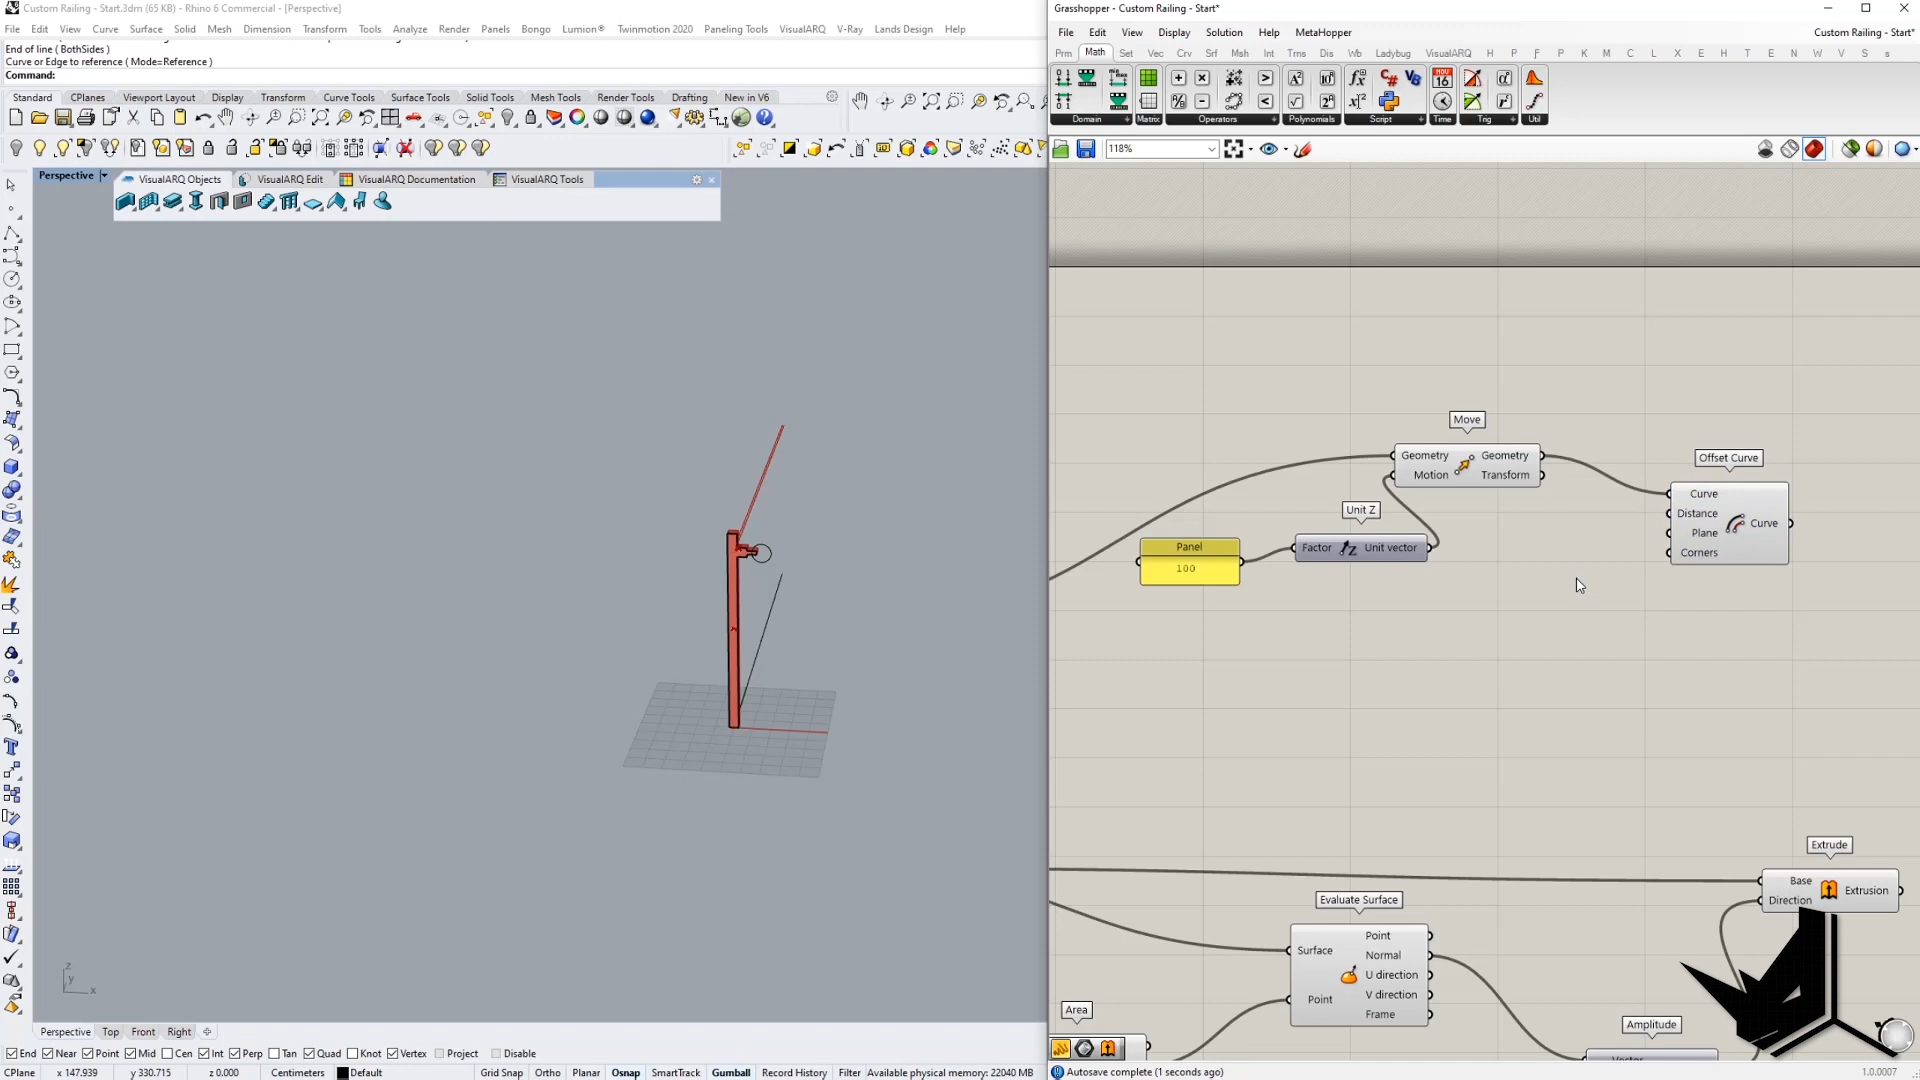 Custom Railing - Start.3dm (65 KB) - Rhino 6 Commercial - [Perspective]
File Edit View Curve Surface Solid Mesh Dimension Transform Tools Analyze Render Panels Bongo Lumion® Twinmotion 2020 Paneling Tools VisualARQ V-Ray Lands Design Help
End of line ( BothSides )
Curve or Edge to reference ( Mode=Reference )
Command:
Standard CPlanes Viewport Layout Display Transform Curve Tools Surface Tools Solid Tools Mesh Tools Render Tools Drafting New in V6
Perspective
VisualARQ Objects VisualARQ Edit VisualARQ Documentation VisualARQ Tools
z
y
x
Perspective Top Front Right
End Near Point Mid Cen Int Perp Tan Quad Knot Vertex Project Disable
CPlane x 147.939 y 330.715 z 0.000 Centimeters Default Grid Snap Ortho Planar Osnap SmartTrack Gumball Record History Filter Available physical memory: 22040 MB
Grasshopper - Custom Railing - Start*
File Edit View Display Solution Help MetaHopper
Custom Railing - Start*
Prm Math Set Vec Crv Srf Msh Int Trns Dis Wb Ladybug VisualARQ H P F P K M C L X E H T E N W V S s
Domain Matrix Operators Polynomials Script Time Trig Util
118%
Move
Geometry Geometry
Motion Transform
Offset Curve
Curve
Distance
Plane
Corners
Curve
Unit Z
Factor Unit vector
Panel
100
Extrude
Base
Direction
Extrusion
Evaluate Surface
Surface
Point
Point
Normal
U direction
V direction
Frame
Area
Amplitude
Vector
Autosave complete (1 seconds ago)
1.0.0007